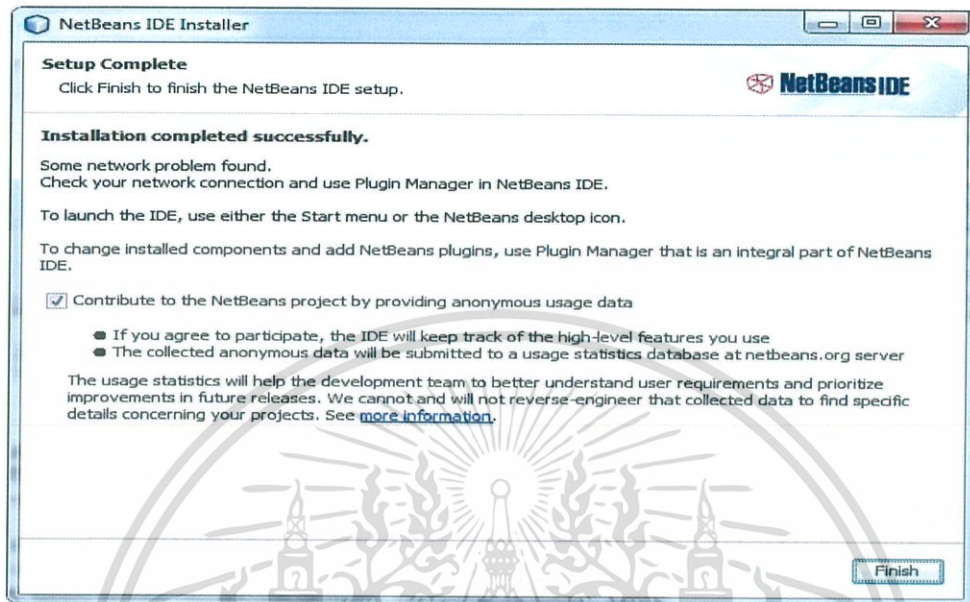 NetBeans IDE Installer
Setup Complete
Click Finish to finish the NetBeans IDE setup.
NetBeans IDE
Installation completed successfully.
Some network problem found.
Check your network connection and use Plugin Manager in NetBeans IDE.
To launch the IDE, use either the Start menu or the NetBeans desktop icon.
To change installed components and add NetBeans plugins, use Plugin Manager that is an integral part of NetBeans
IDE.
Contribute to the NetBeans project by providing anonymous usage data
If you agree to participate, the IDE will keep track of the high-level features you use
The collected anonymous data will be submitted to a usage statistics database at netbeans.org server
The usage statistics will help the development team to better understand user requirements and prioritize
improvements in future releases. We cannot and will not reverse-engineer that collected data to find specific
details concerning your projects. See more information.
Finish